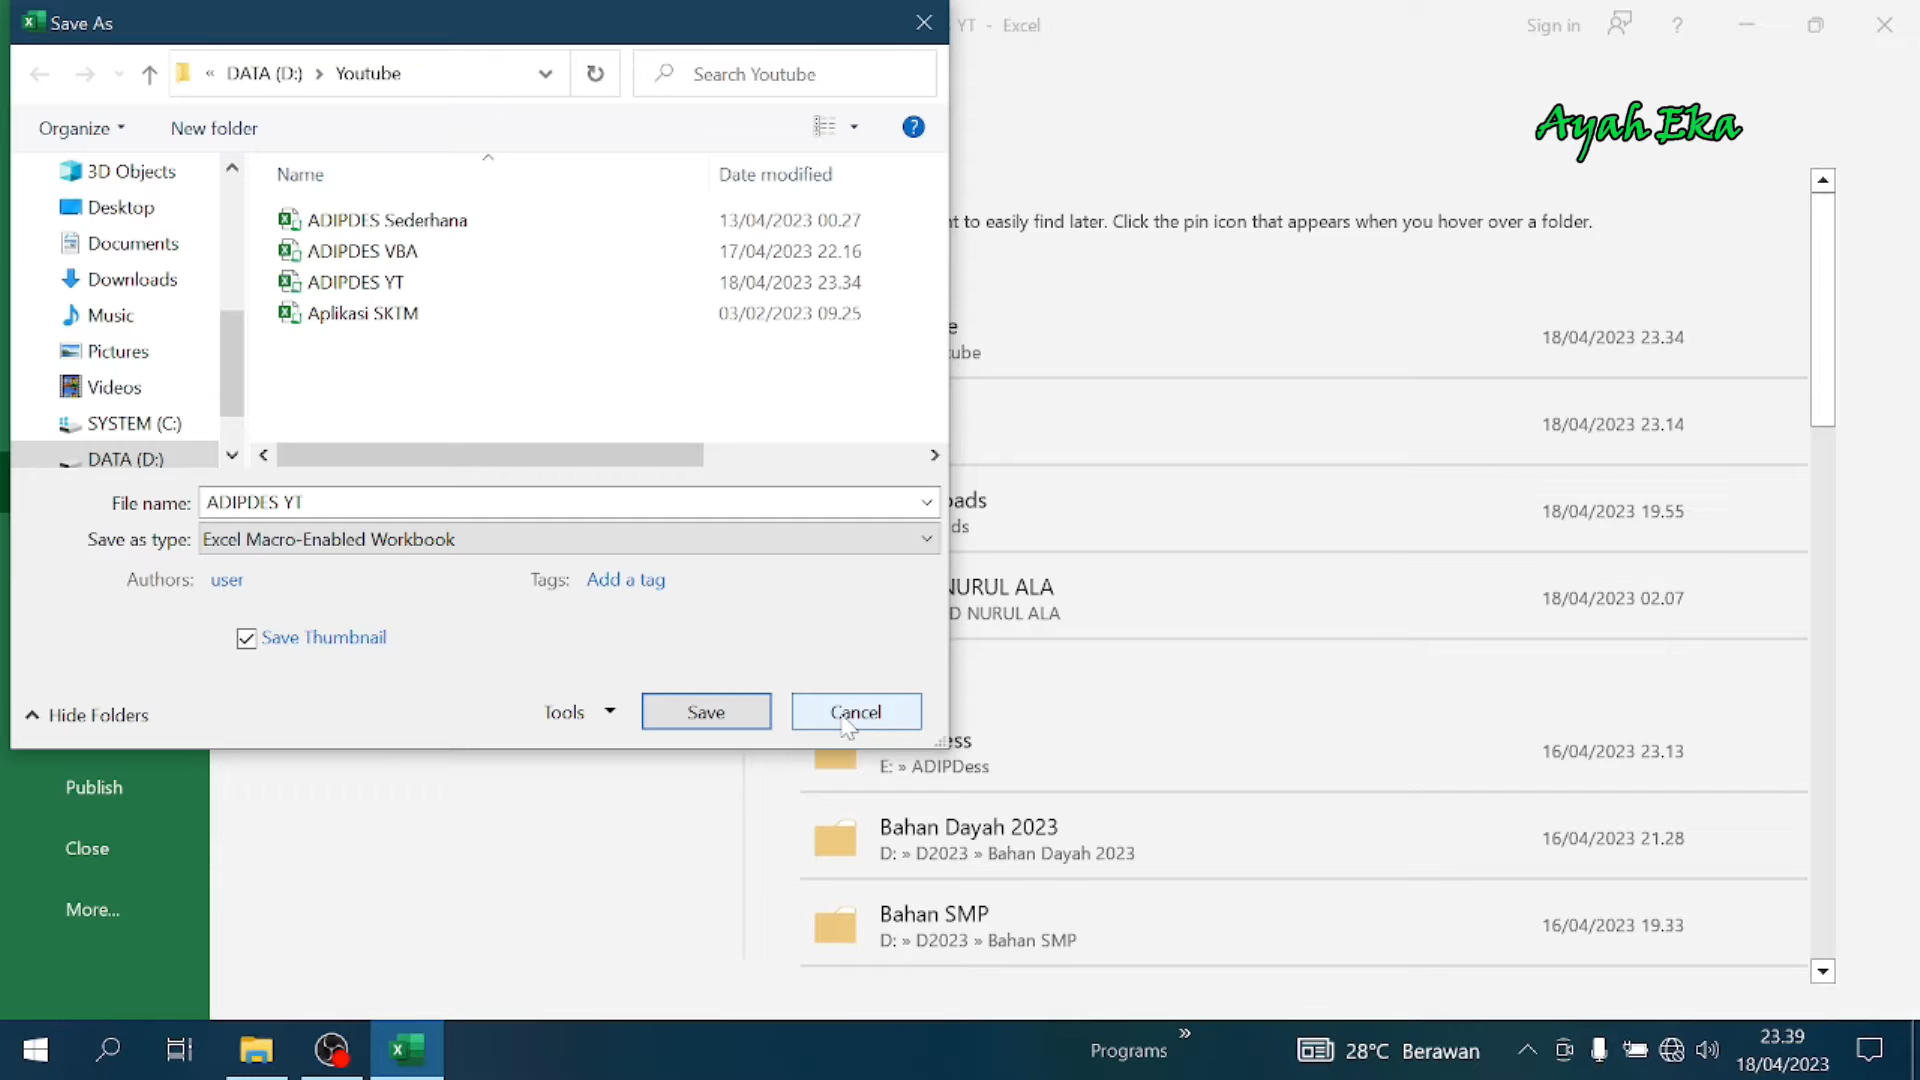 Save As
YT - Excel
Sign in
?
« DATA (D:) > Youtube
Search Youtube
Organize
New folder
?
Ayah Eka
3D Objects
Desktop
Documents
Downloads
Music
Pictures
Videos
SYSTEM (C:)
DATA (D:)
Name
Date modified
ADIPDES Sederhana
13/04/2023 00.27
ADIPDES VBA
17/04/2023 22.16
ADIPDES YT
18/04/2023 23.34
Aplikasi SKTM
03/02/2023 09.25
nt to easily find later. Click the pin icon that appears when you hover over a folder.
e
ube
18/04/2023 23.34
18/04/2023 23.14
oads
ds
18/04/2023 19.55
NURUL ALA
D NURUL ALA
18/04/2023 02.07
File name: ADIPDES YT
Save as type: Excel Macro-Enabled Workbook
Authors: user
Tags: Add a tag
Save Thumbnail
Hide Folders
Tools
Save
Cancel
ess
E: » ADIPDess
16/04/2023 23.13
Bahan Dayah 2023
D: » D2023 » Bahan Dayah 2023
16/04/2023 21.28
Bahan SMP
D: » D2023 » Bahan SMP
16/04/2023 19.33
Publish
Close
More...
Programs
»
28°C Berawan
23.39
18/04/2023